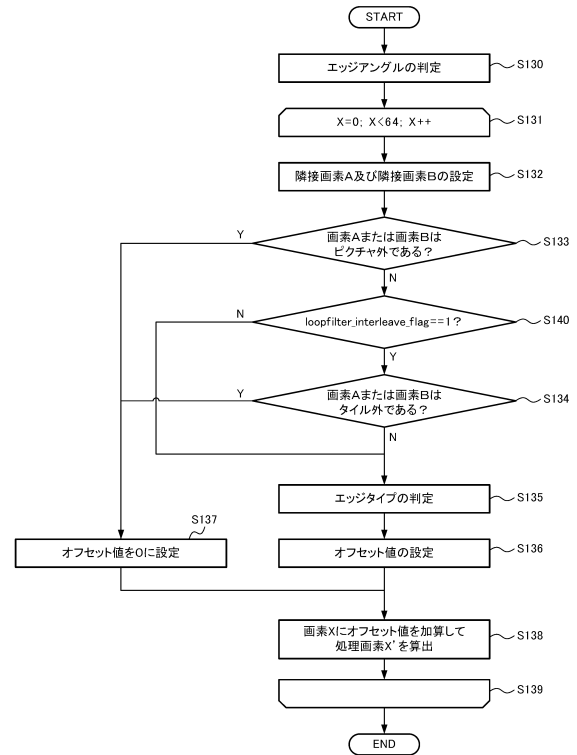 START
エッジアングルの判定
S130
X=0; X<64; X++
S131
隣接画素A及び隣接画素Bの設定
S132
画素Aまたは画素Bは
ピクチャ外である？
S133
Y
N
loopfilter_interleave_flag==1？
S140
N
Y
画素Aまたは画素Bは
タイル外である？
S134
Y
N
エッジタイプの判定
S135
S137
オフセット値を0に設定
オフセット値の設定
S136
画素Xにオフセット値を加算して
処理画素X'を算出
S138
S139
END